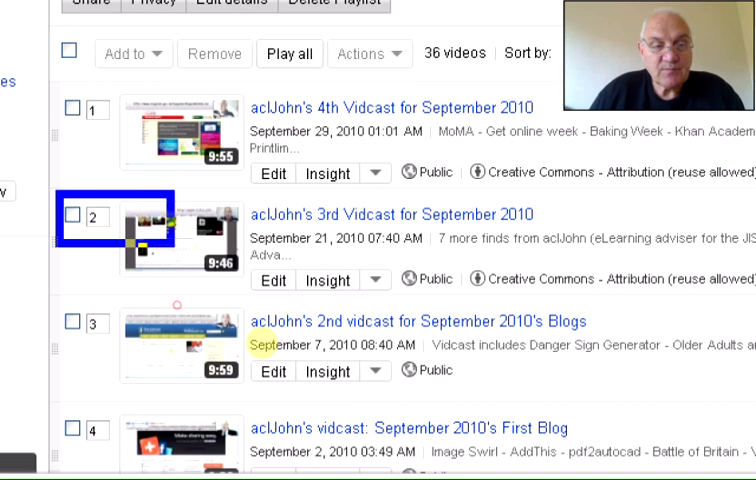 Share Privacy Edit details Delete Playlist
es
Add to Remove Play all Actions 36 videos Sort by:
1 aclJohn's 4th Vidcast for September 2010
September 29, 2010 01:01 AM MoMA - Get online week - Baking Week - Khan Academ
Printlim...
9:55
Edit Insight Public Creative Commons - Attribution (reuse allowed)
w
2 aclJohn's 3rd Vidcast for September 2010
September 21, 2010 07:40 AM 7 more finds from aclJohn (eLearning adviser for the JIS
Adva...
9:46
Edit Insight Public Creative Commons - Attribution (reuse allowed)
3 aclJohn's 2nd vidcast for September 2010's Blogs
September 7, 2010 08:40 AM Vidcast includes Danger Sign Generator - Older Adults a
9:59
Edit Insight Public
4 aclJohn's vidcast: September 2010's First Blog
Make sharing easy.
September 2, 2010 03:49 AM Image Swirl - AddThis - pdf2autocad - Battle of Britain -